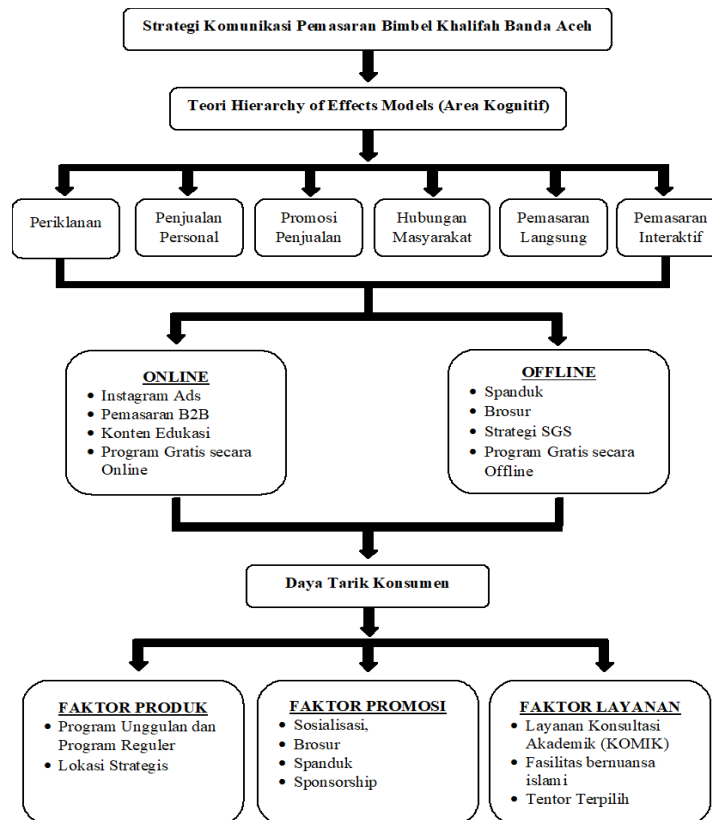 Strategi Komunikasi Pemasaran Bimbel Khalifah Banda Aceh
Teori Hierarchy of Effects Models (Area Kognitif)
Periklanan
Penjualan
Personal
Promosi
Penjualan
Hubungan
Masyarakat
Pemasaran
Langsung
Pemasaran
Interaktif
ONLINE
• Instagram Ads
• Pemasaran B2B
• Konten Edukasi
• Program Gratis secara
Online
OFFLINE
• Spanduk
• Brosur
• Strategi SGS
• Program Gratis secara
Offline
Daya Tarik Konsumen
FAKTOR PRODUK
• Program Unggulan dan
Program Reguler
• Lokasi Strategis
FAKTOR PROMOSI
• Sosialisasi,
• Brosur
• Spanduk
• Sponsorship
FAKTOR LAYANAN
• Layanan Konsultasi
Akademik (KOMIK)
• Fasilitas bernuansa
islami
• Tentor Terpilih